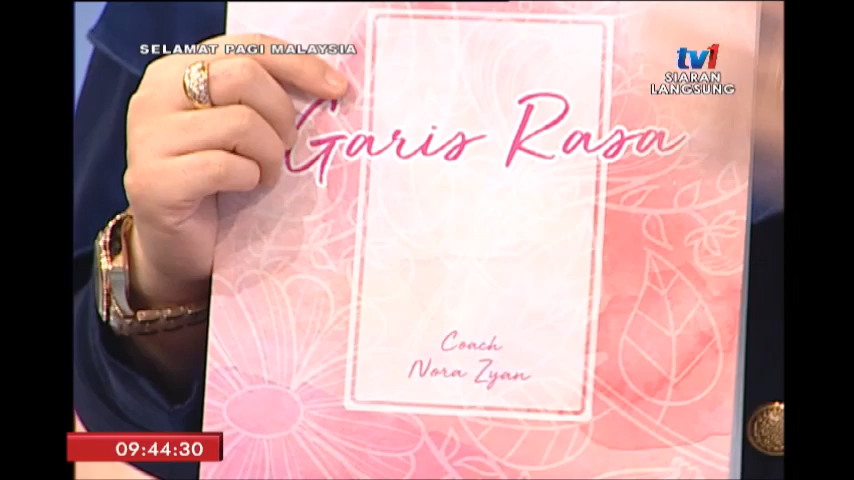 SELAMAT PAGI MALAYSIA
tv1
SIARAN
LANGSUNG
Garis Rasa
Coach
Nora Zyan
09:44:30